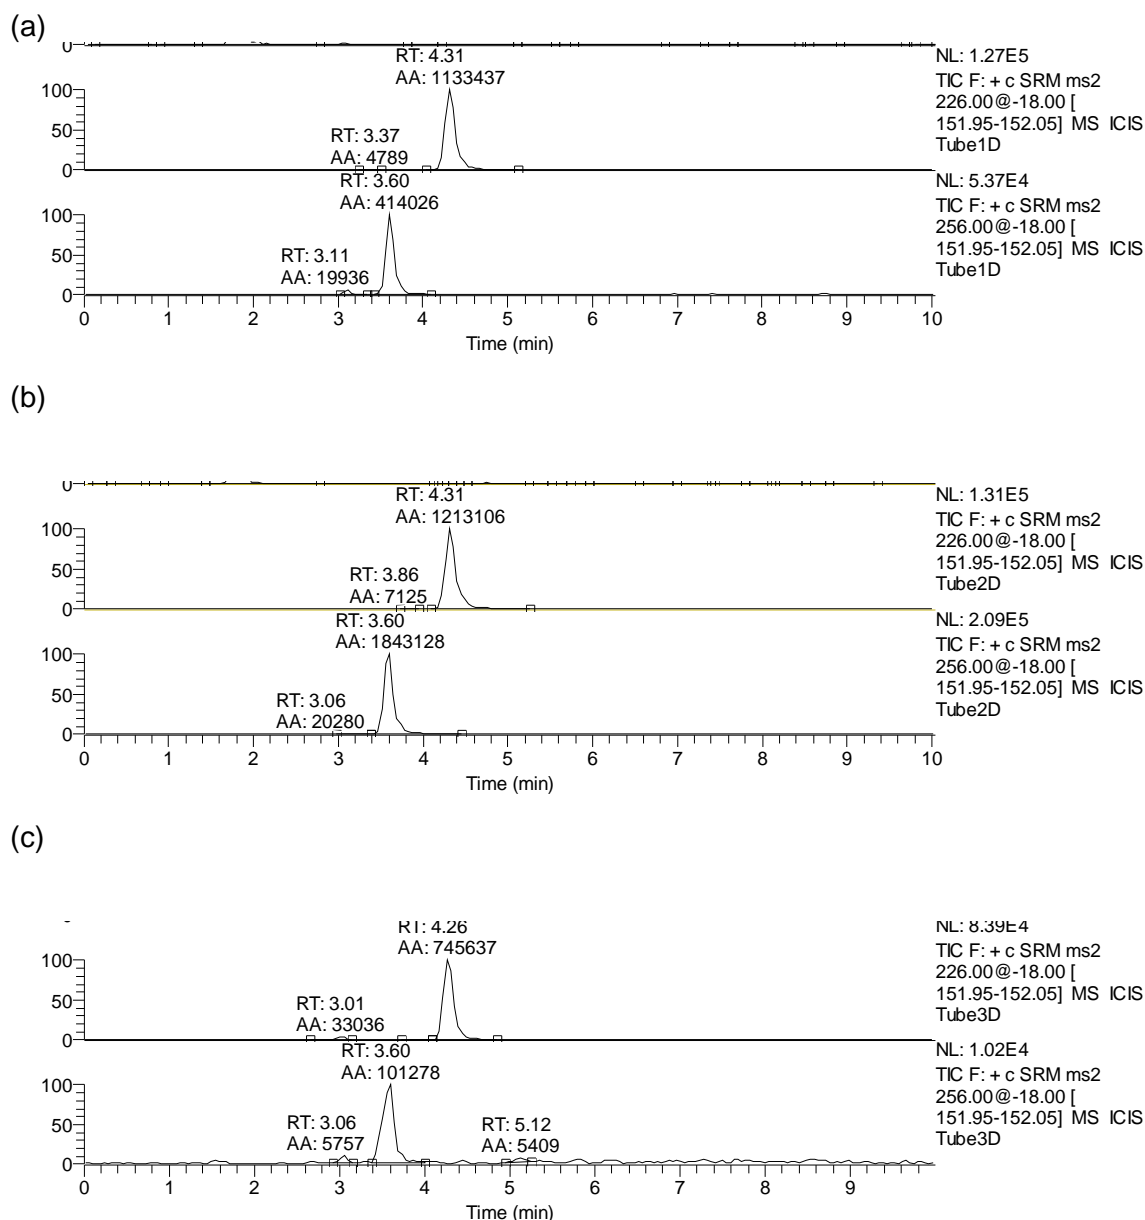 (a)
0
RT: 4.31
AA: 1133437
RT: 3.37
AA: 4789
100
50
0
NL: 1.27E5
TIC F: + c SRM ms2
226.00@-18.00 [
151.95-152.05] MS ICIS
Tube1D
RT: 3.60
AA: 414026
RT: 3.11
AA: 19936
100
50
0
NL: 5.37E4
TIC F: + c SRM ms2
256.00@-18.00 [
151.95-152.05] MS ICIS
Tube1D
0 1 2 3 4 5 6 7 8 9 10
Time (min)
(b)
0
RT: 4.31
AA: 1213106
RT: 3.86
AA: 7125
100
50
0
NL: 1.31E5
TIC F: + c SRM ms2
226.00@-18.00 [
151.95-152.05] MS ICIS
Tube2D
RT: 3.60
AA: 1843128
RT: 3.06
AA: 20280
100
50
0
NL: 2.09E5
TIC F: + c SRM ms2
256.00@-18.00 [
151.95-152.05] MS ICIS
Tube2D
0 1 2 3 4 5 6 7 8 9 10
Time (min)
(c)
RT: 4.26
AA: 745637
RT: 3.01
AA: 33036
100
50
0
NL: 8.39E4
TIC F: + c SRM ms2
226.00@-18.00 [
151.95-152.05] MS ICIS
Tube3D
RT: 3.60
AA: 101278
RT: 3.06
AA: 5757
RT: 5.12
AA: 5409
100
50
0
NL: 1.02E4
TIC F: + c SRM ms2
256.00@-18.00 [
151.95-152.05] MS ICIS
Tube3D
0 1 2 3 4 5 6 7 8 9
Time (min)